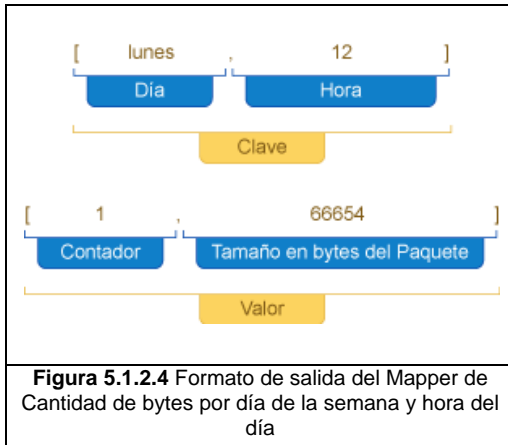 [ lunes , 12 ]
Día Hora
Clave
[ 1 , 66654 ]
Contador Tamaño en bytes del Paquete
Valor
Figura 5.1.2.4 Formato de salida del Mapper de
Cantidad de bytes por día de la semana y hora del
día